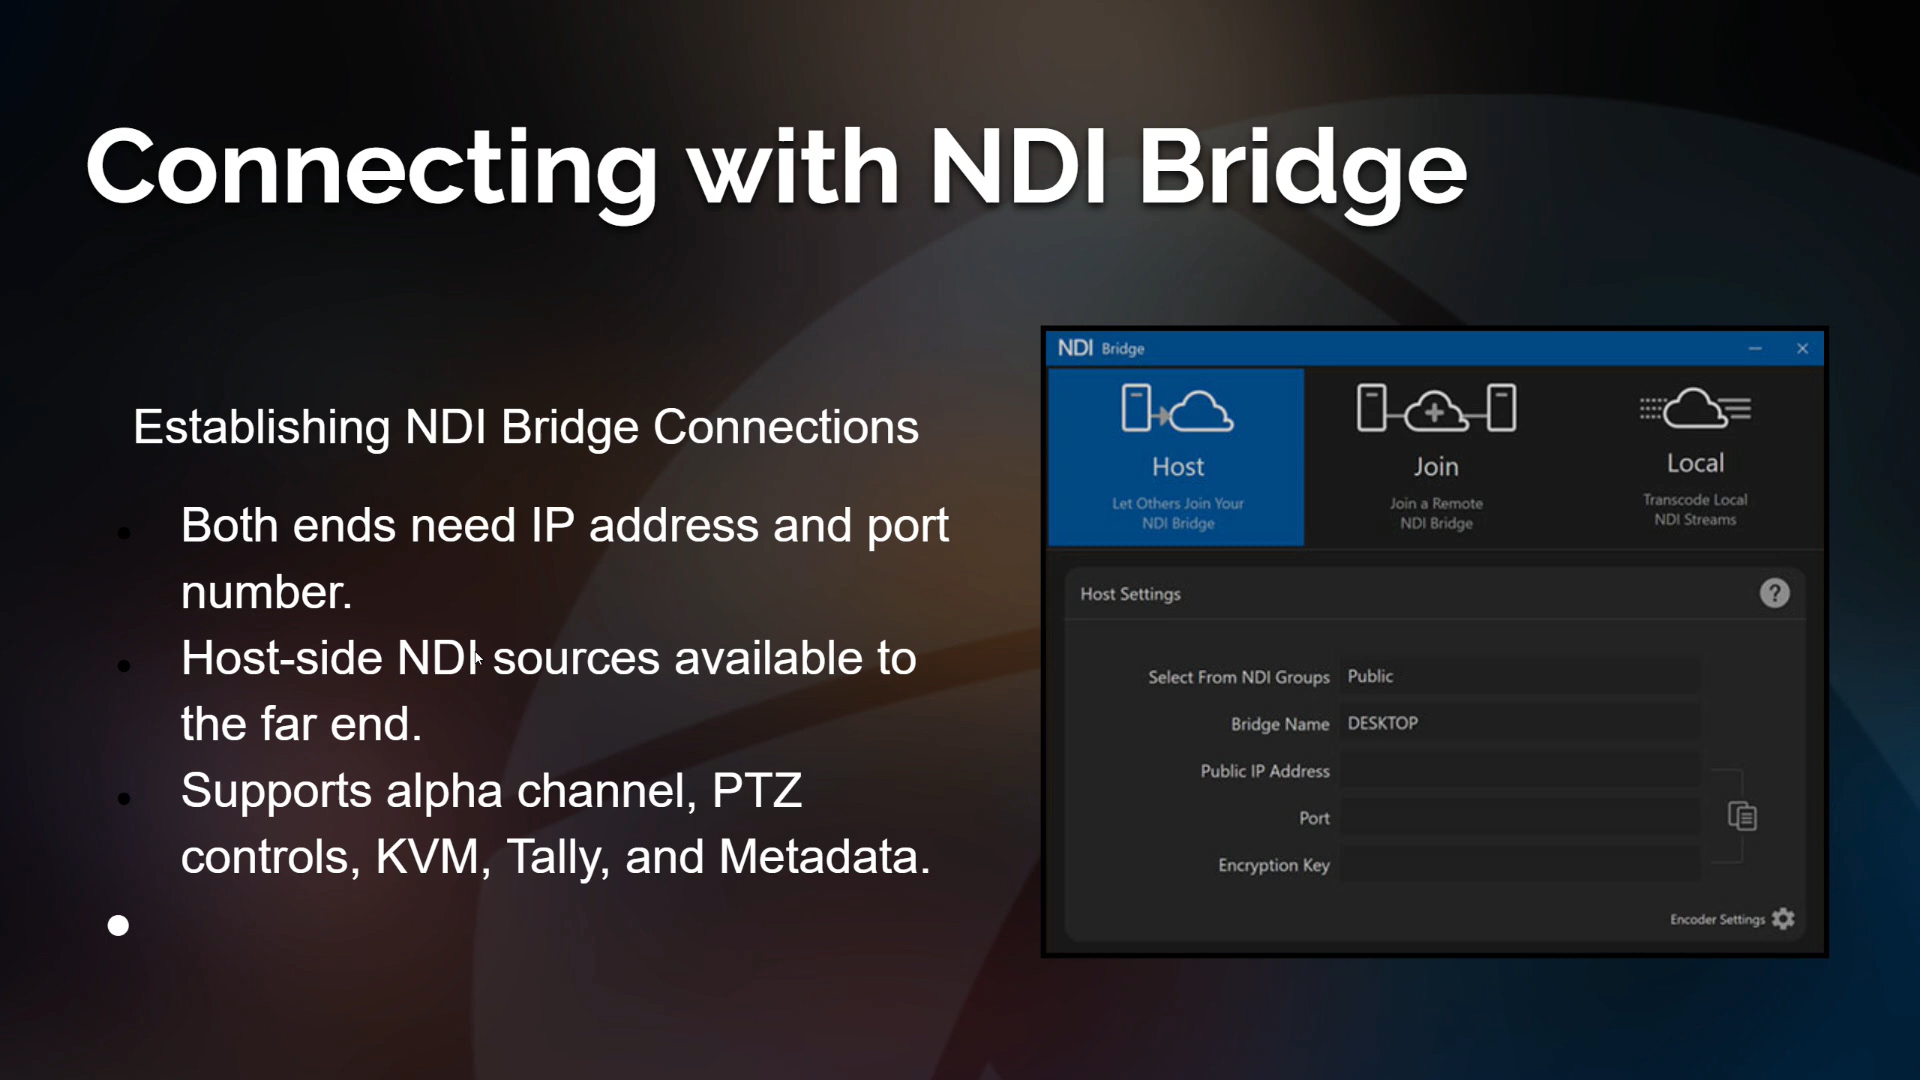 Connecting with NDI Bridge
Establishing NDI Bridge Connections
Both ends need IP address and port
number.
Host-side NDI sources available to
the far end.
Supports alpha channel, PTZ
controls, KVM, Tally, and Metadata.
NDI Bridge
Host
Let Others Join Your
NDI Bridge
Join
Join a Remote
NDI Bridge
Local
Transcode Local
NDI Streams
Host Settings
?
Select From NDI Groups Public
Bridge Name DESKTOP
Public IP Address
Port
Encryption Key
Encoder Settings